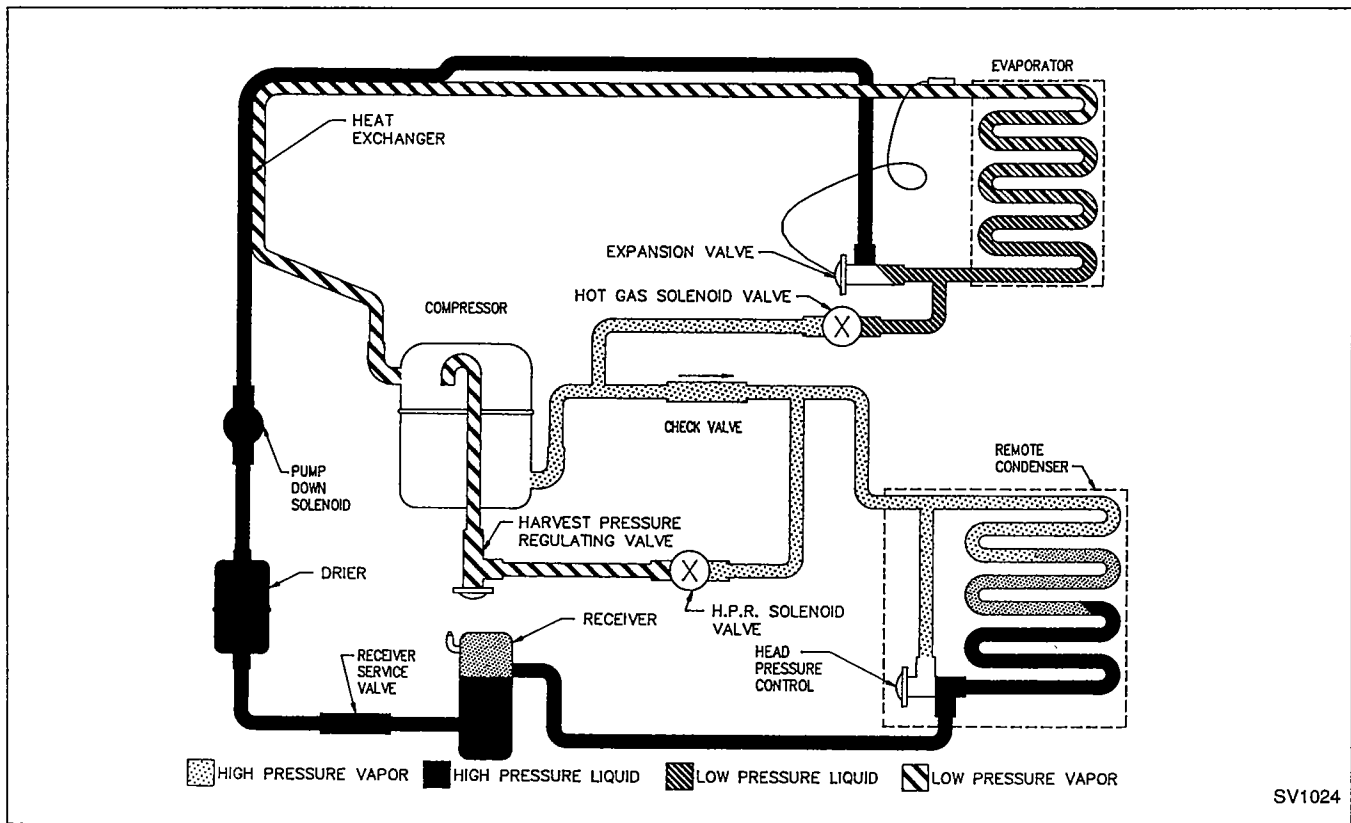 EVAPORATOR
HEAT
EXCHANGER
EXPANSION VALVE
HOT GAS SOLENOID VALVE
COMPRESSOR
CHECK VALVE
REMOTE
CONDENSER
PUMP
DOWN
SOLENOID
HARVEST PRESSURE
REGULATING VALVE
DRIER
H.P.R. SOLENOID
VALVE
RECEIVER
HEAD
PRESSURE
CONTROL
RECEIVER
SERVICE
VALVE
HIGH PRESSURE VAPOR HIGH PRESSURE LIQUID LOW PRESSURE LIQUID LOW PRESSURE VAPOR
SV1024